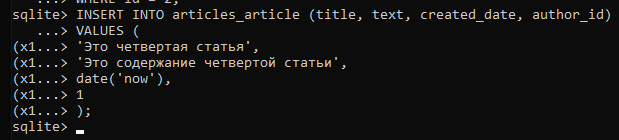 ...> WHERE id = 2;
sqlite> INSERT INTO articles_article (title, text, created_date, author_id)
...> VALUES (
(x1...> 'Это четвертая статья',
(x1...> 'Это содержание четвертой статьи',
(x1...> date('now'),
(x1...> 1
(x1...> );
sqlite>